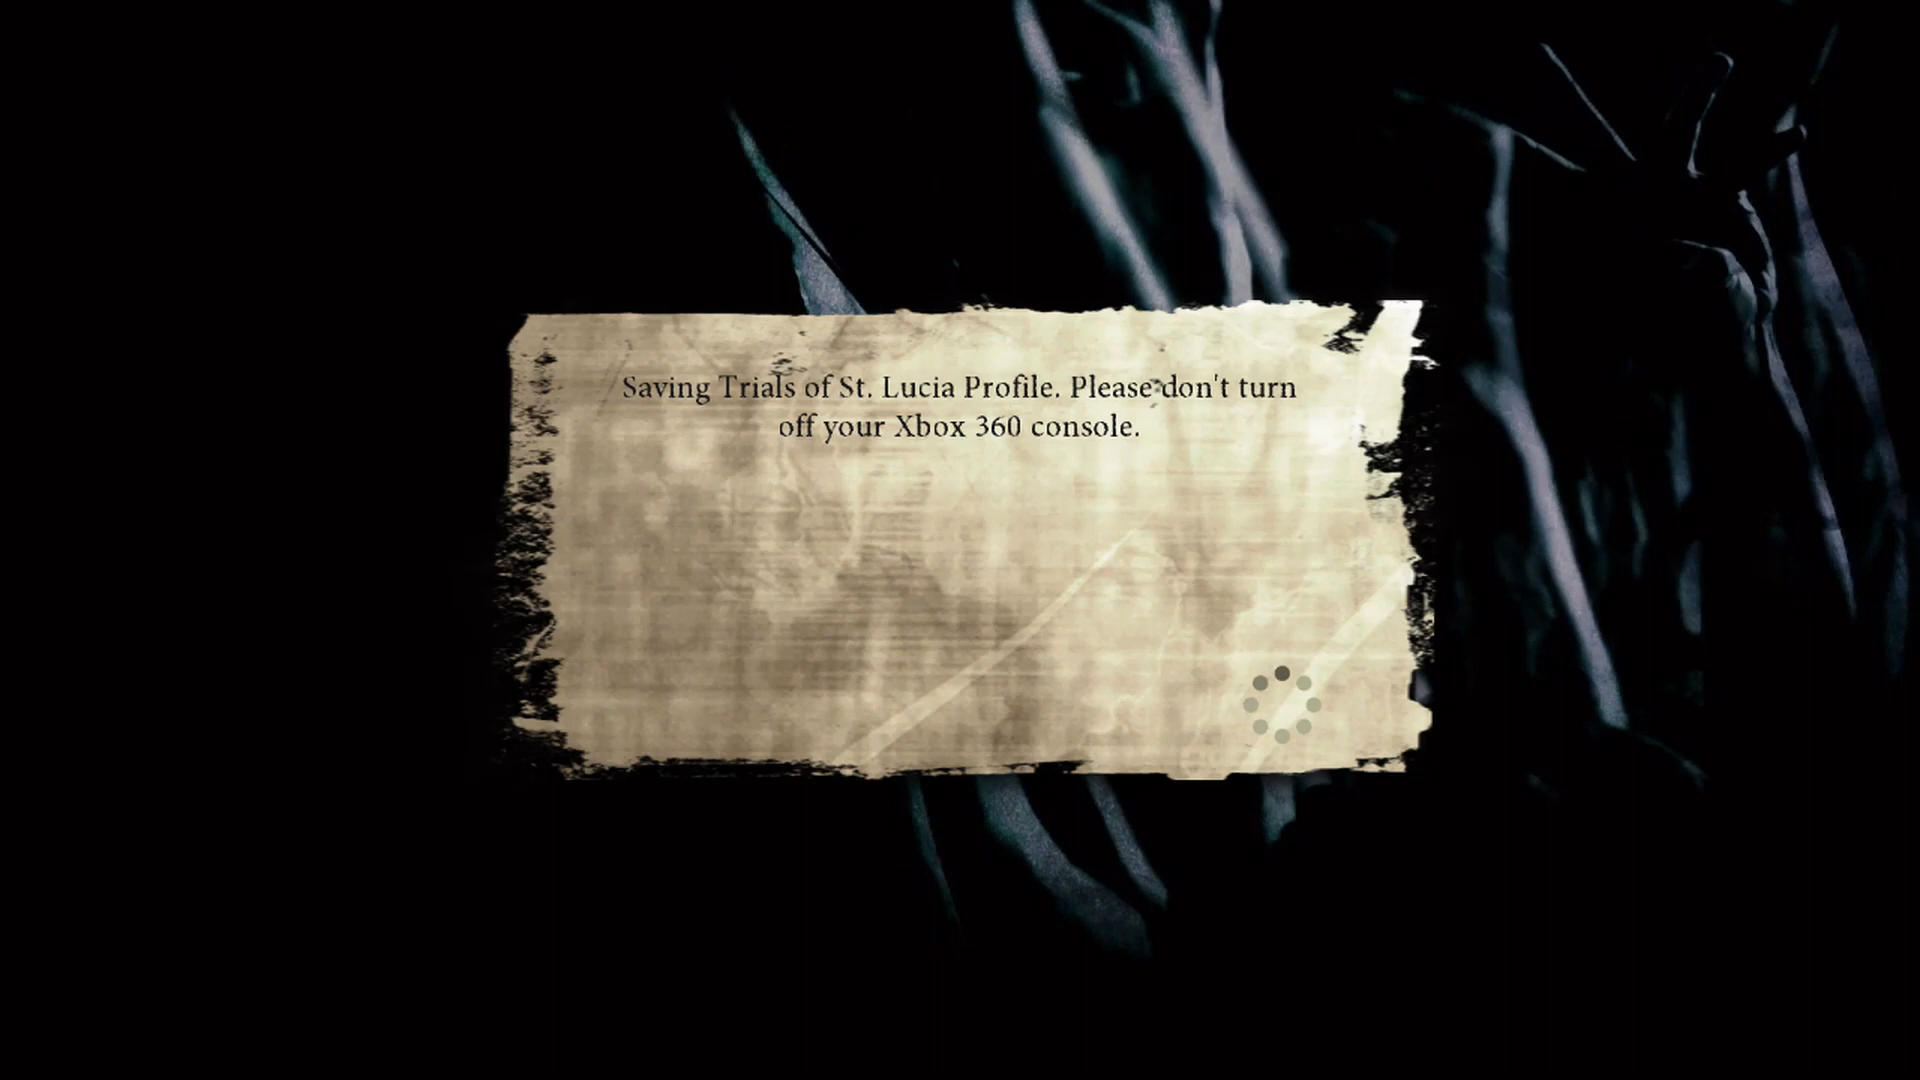 Saving Trials of St. Lucia Profile. Please don't turn
off your Xbox 360 console.